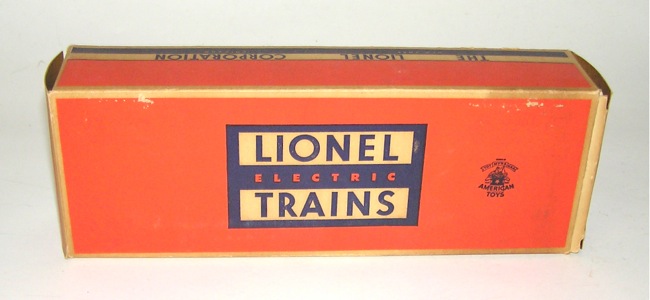 THE LIONEL CORPORATION
LIONEL
ELECTRIC
TRAINS
AMERICAN
TOYS